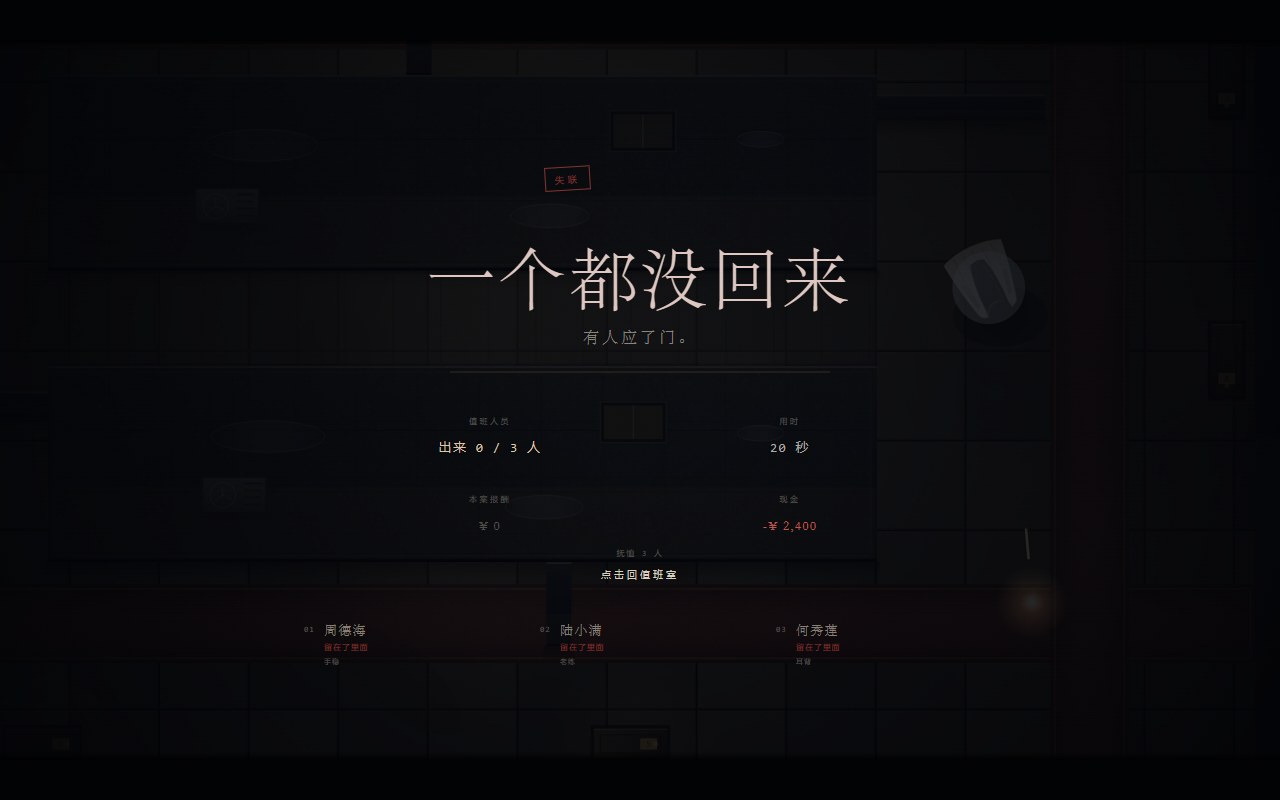 失联
一个都没回来
有人应了门。
值班人员
用时
出来 0 / 3 人
20 秒
本案报酬
现金
¥ 0
-¥ 2,400
抚恤 3 人
点击回值班室
01 周德海
02 陆小满
03 何秀莲
留在了里面
留在了里面
留在了里面
手稳
老练
耳背